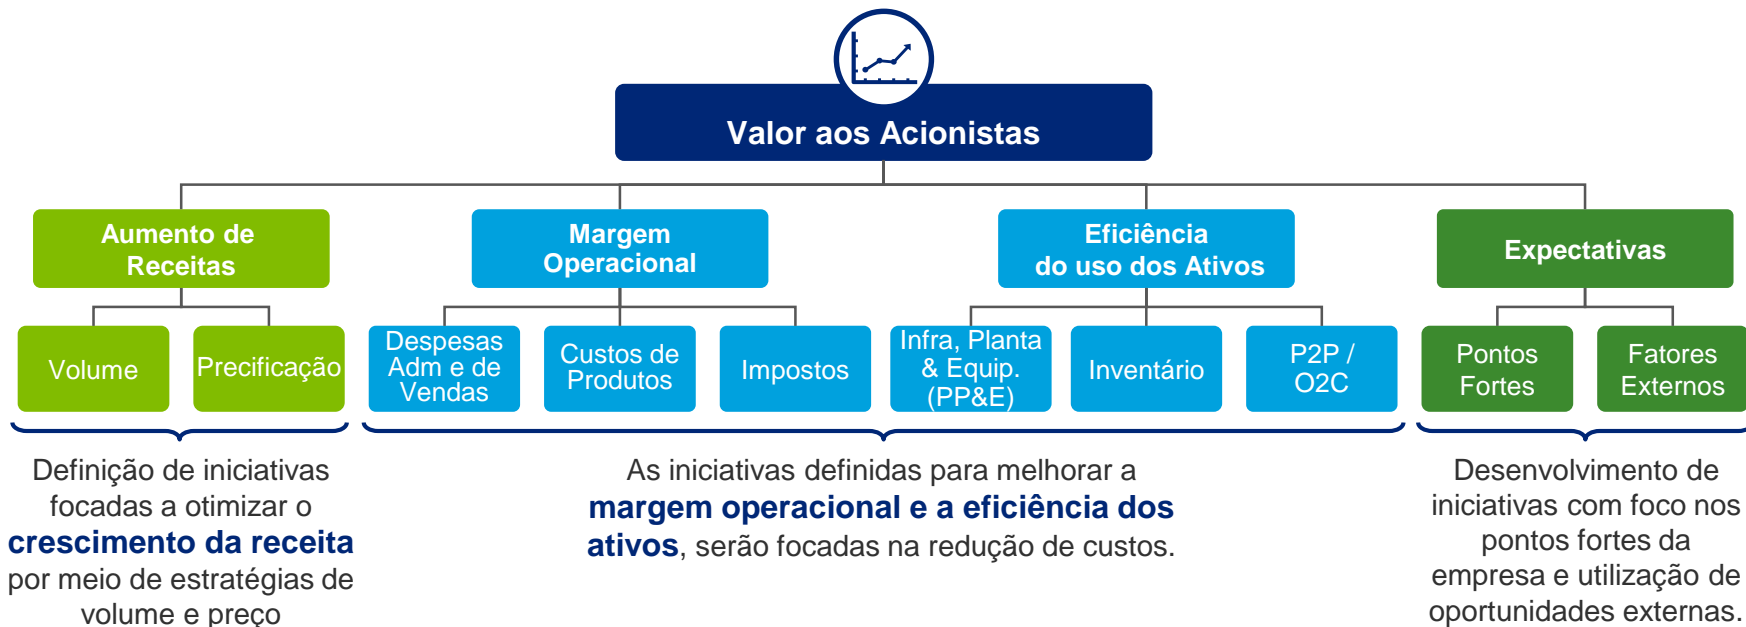 Valor aos Acionistas
Aumento de
Receitas
Margem
Operacional
Eficiência
do uso dos Ativos
Expectativas
Volume
Precificação
Despesas
Adm e de
Vendas
Custos de
Produtos
Impostos
Infra, Planta
& Equip.
(PP&E)
Inventário
P2P /
O2C
Pontos
Fortes
Fatores
Externos
Definição de iniciativas
focadas a otimizar o
crescimento da receita
por meio de estratégias de
volume e preço
As iniciativas definidas para melhorar a
margem operacional e a eficiência dos
ativos, serão focadas na redução de custos.
Desenvolvimento de
iniciativas com foco nos
pontos fortes da
empresa e utilização de
oportunidades externas.